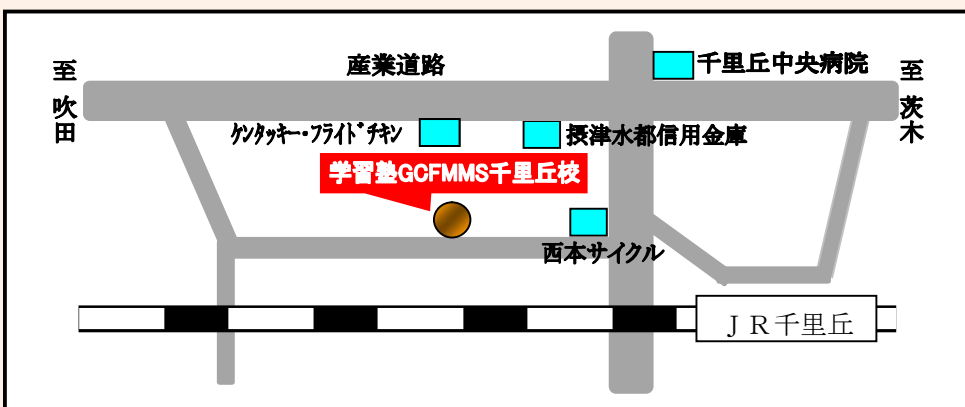 至 吹田
産業道路
千里丘中央病院
至 茨木
ケンタッキー・フライドチキン
摂津水都信用金庫
学習塾GCFMMS千里丘校
西本サイクル
ＪＲ千里丘